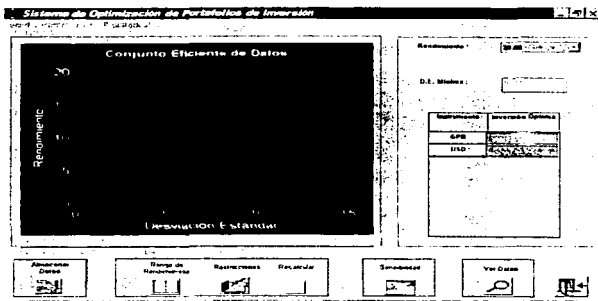 Sistema de Optimización de Portafolios de Inversión
Conjunto Eficiente de Datos
Rendimiento
20
Desviación Estándar
Rendimiento:
D.E. Mínima:
Instrumento Inversión Óptima
GPB
USD
Almacenar Datos
Rango de Rendimientos
Restricciones
Recalcular
Sensibilidad
Ver Datos